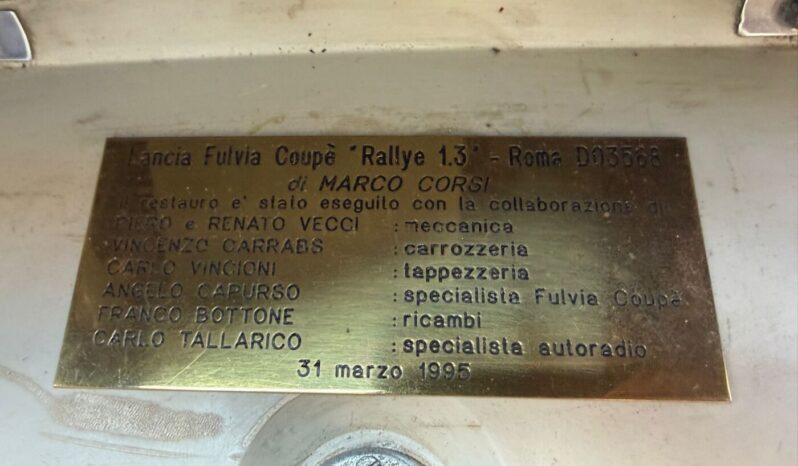 Lancia Fulvia Coupè "Rallye 1.3" - Roma D03568
di MARCO CORSI
il restauro e' stato eseguito con la collaborazione di
PIERO e RENATO VECCI : meccanica
VINCENZO CARRABS : carrozzeria
CARLO VINCIONI : tappezzeria
ANGELO CAPURSO : specialista Fulvia Coupè
FRANCO BOTTONE : ricambi
CARLO TALLARICO : specialista autoradio
31 marzo 1995